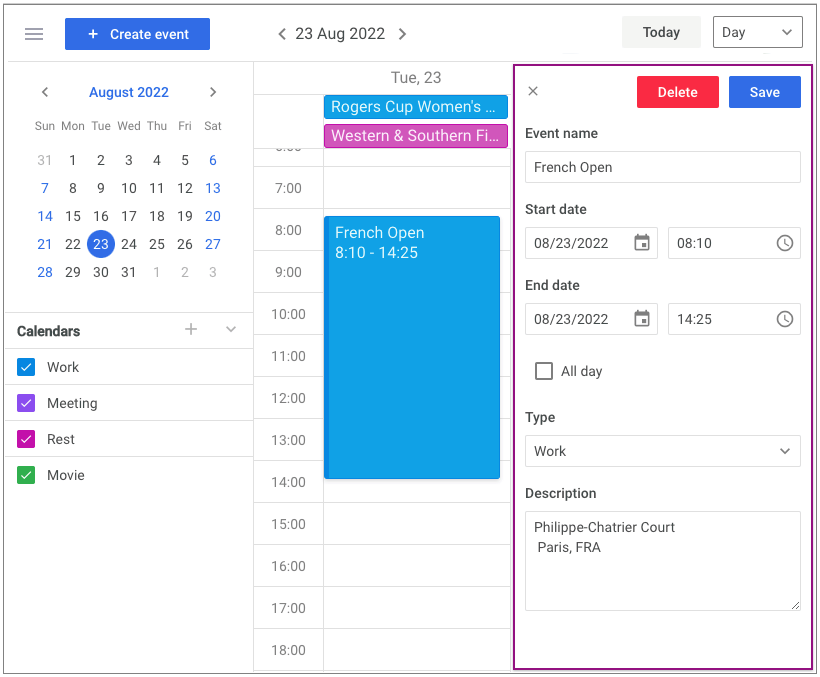 + Create event
23 Aug 2022
Today
Day
August 2022
Sun Mon Tue Wed Thu Fri Sat
31 1 2 3 4 5 6
7 8 9 10 11 12 13
14 15 16 17 18 19 20
21 22 23 24 25 26 27
28 29 30 31 1 2 3
Calendars
Work
Meeting
Rest
Movie
Tue, 23
Rogers Cup Women's ...
Western & Southern Fi...
7:00
8:00
9:00
10:00
11:00
12:00
13:00
14:00
15:00
16:00
17:00
18:00
French Open
8:10 - 14:25
Delete
Save
Event name
French Open
Start date
08/23/2022 08:10
End date
08/23/2022 14:25
All day
Type
Work
Description
Philippe-Chatrier Court
Paris, FRA